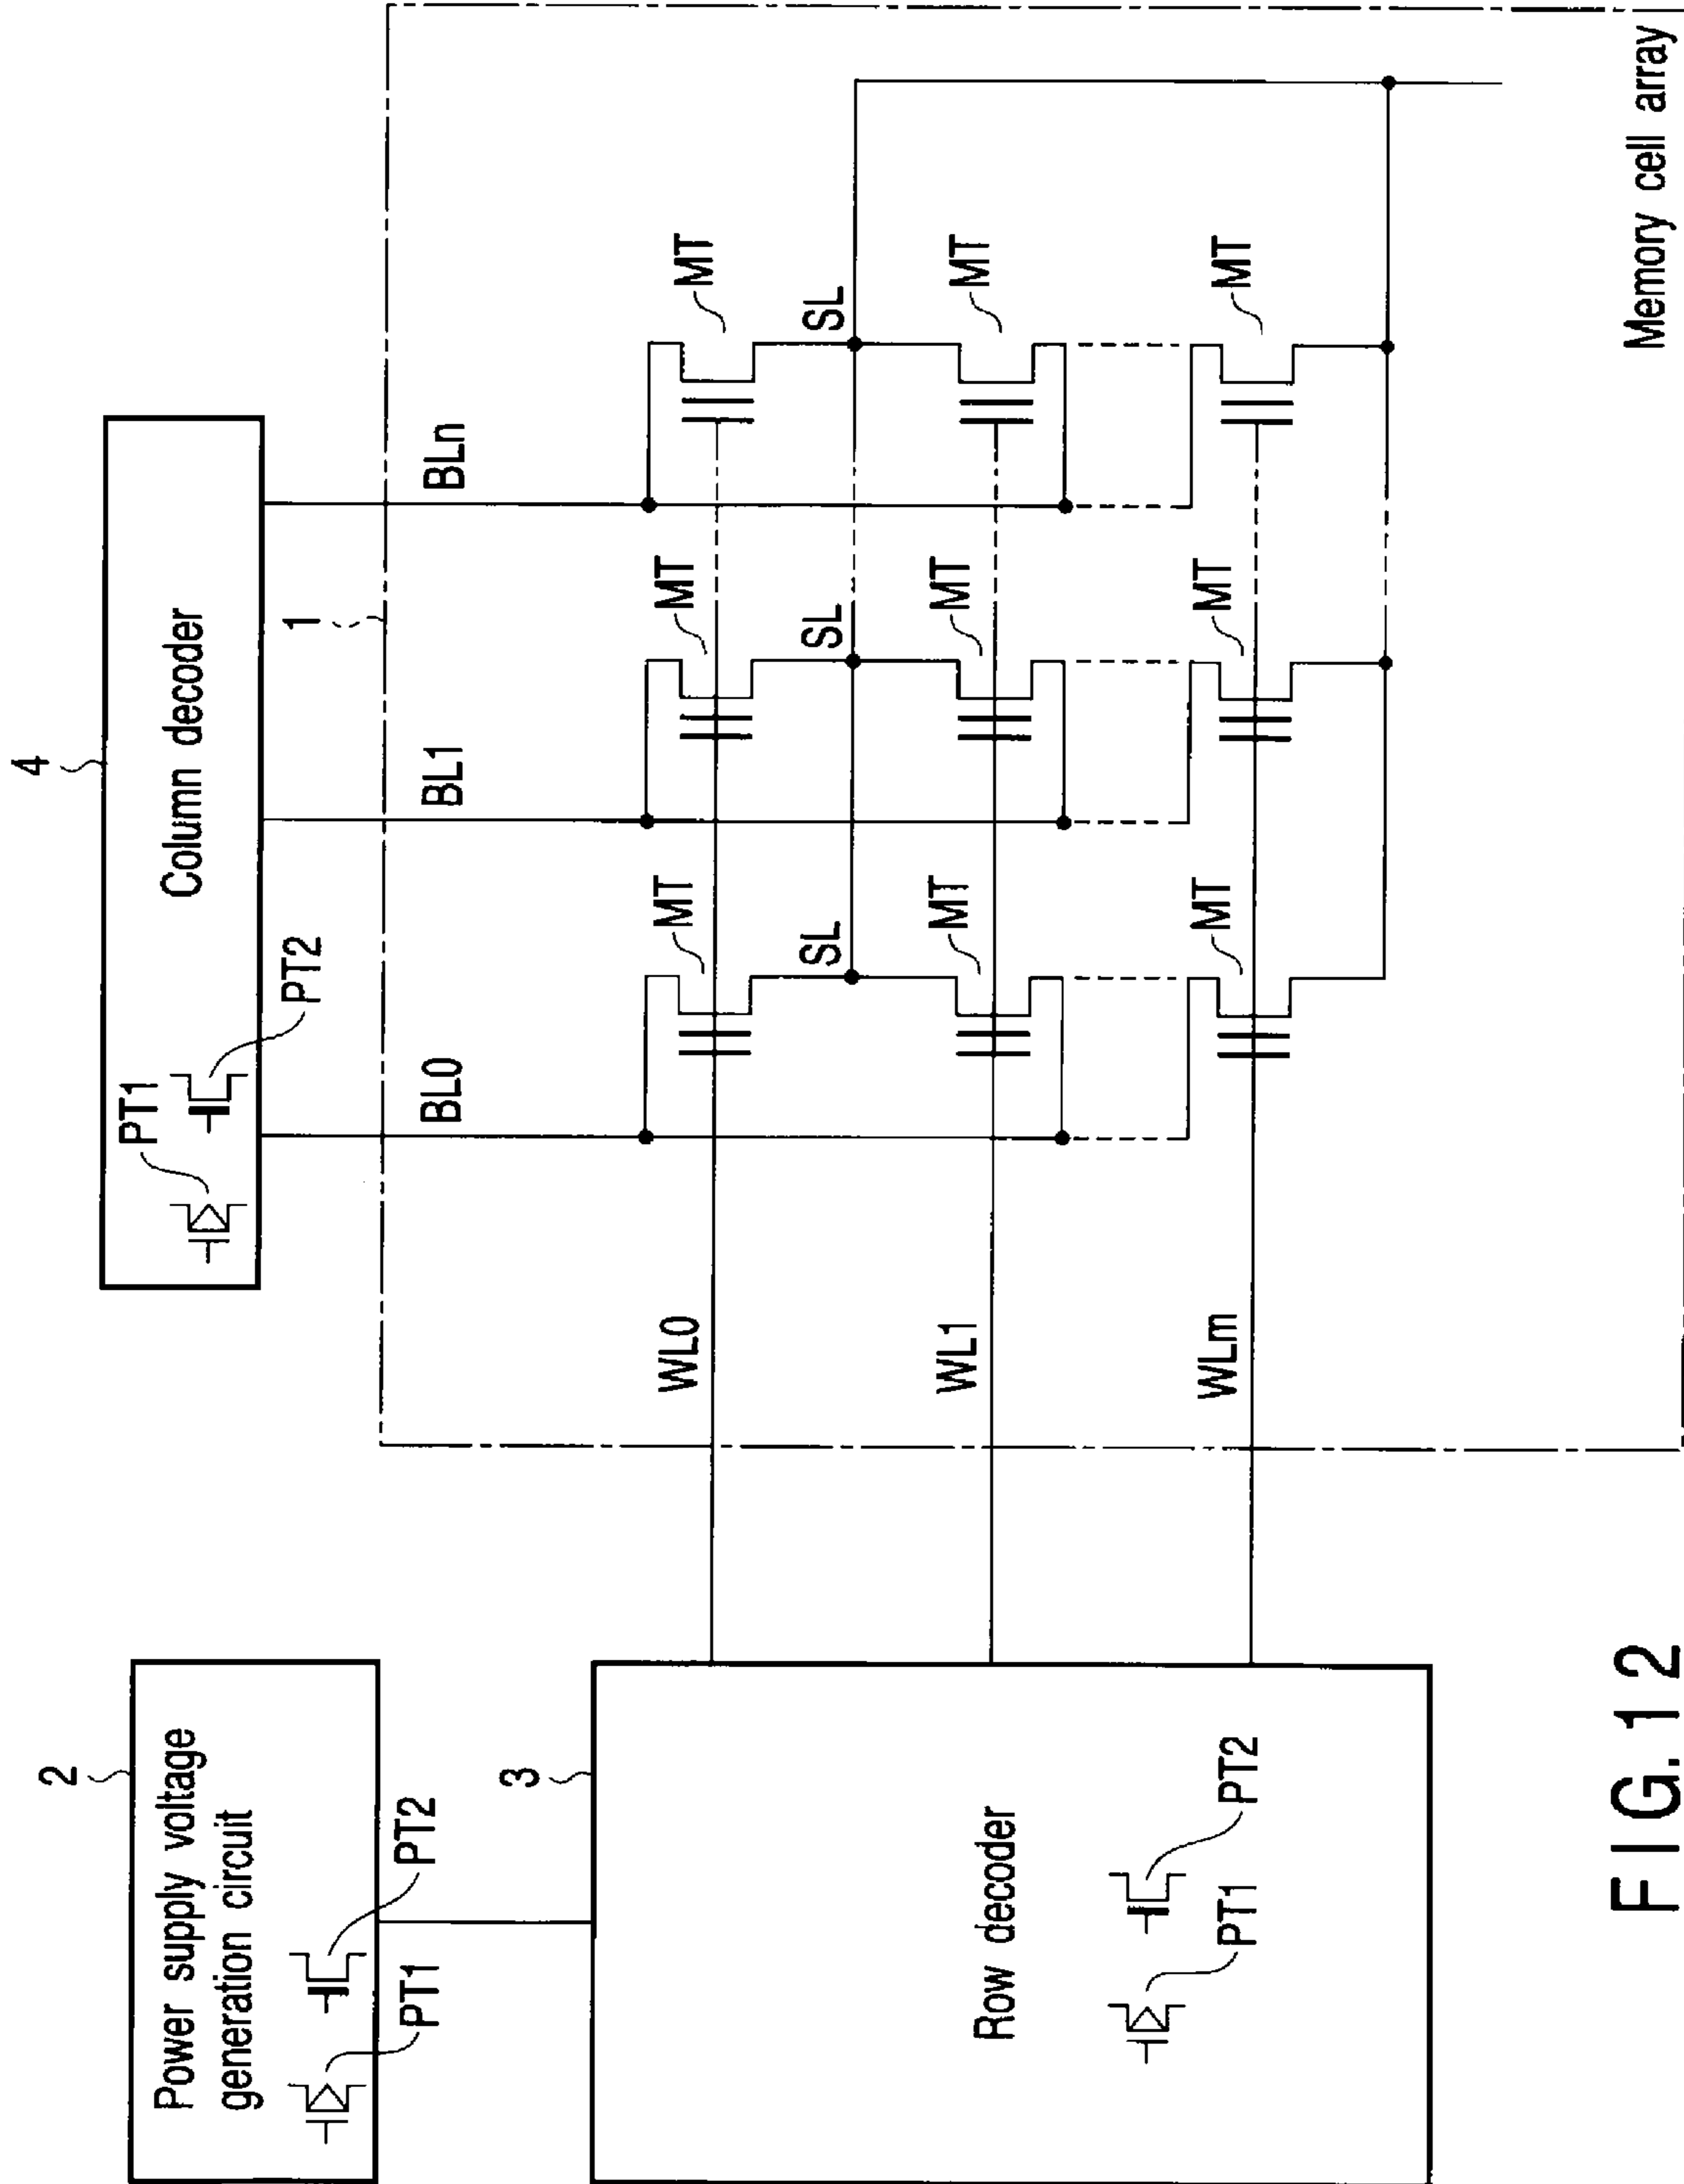 4
Column decoder
PT1
PT2
2
Power supply voltage
generation circuit
PT1
PT2
3
Row decoder
PT1
PT2
1
BL0
BL1
BLn
WL0
MT
MT
MT
SL
SL
SL
WL1
MT
MT
MT
WLm
MT
MT
MT
Memory cell array
FIG.12